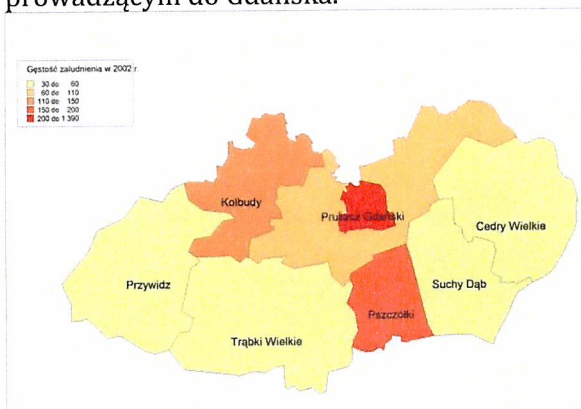 prowadzącym do Gdańska.
Gęstość zaludnienia w 2002 r.
30 do 60
60 do 110
110 do 150
150 do 200
200 do 1 390
Kolbudy
Pruszcz Gdański
Cedry Wielkie
Przywidz
Suchy Dąb
Pszczółki
Trąbki Wielkie